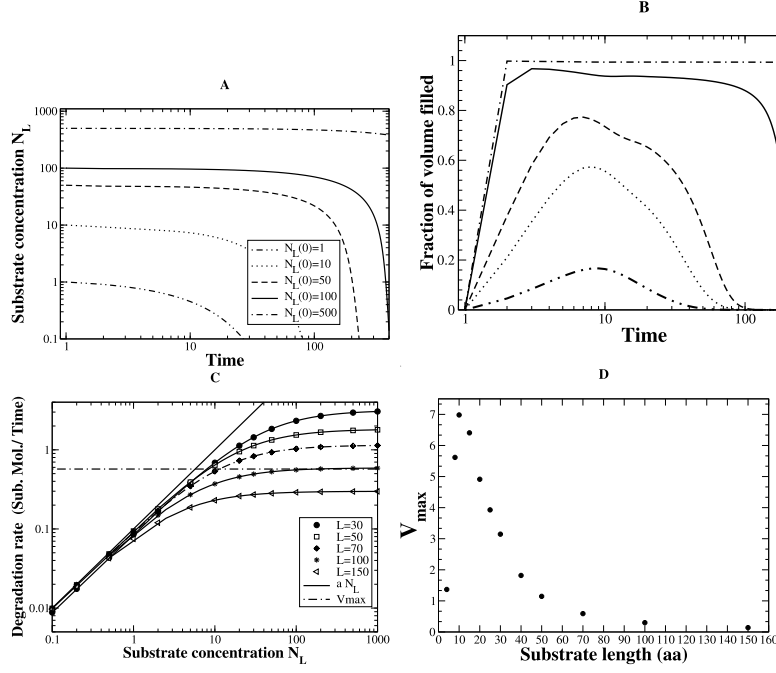 B
A
Substrate concentration N_L
1000
100
10
1
0.1
N_L(0)=1
N_L(0)=10
N_L(0)=50
N_L(0)=100
N_L(0)=500
1
10
100
Time
Fraction of volume filled
1
0.8
0.6
0.4
0.2
0
1
10
100
Time
C
Degradation rate (Sub. Mol./ Time)
1
0.1
0.01
L=30
L=50
L=70
L=100
L=150
a N_L
Vmax
0.1
1
10
100
1000
Substrate concentration N_L
D
V_max
7
6
5
4
3
2
1
0
0 10 20 30 40 50 60 70 80 90 100 110 120 130 140 150 160
Substrate length (aa)